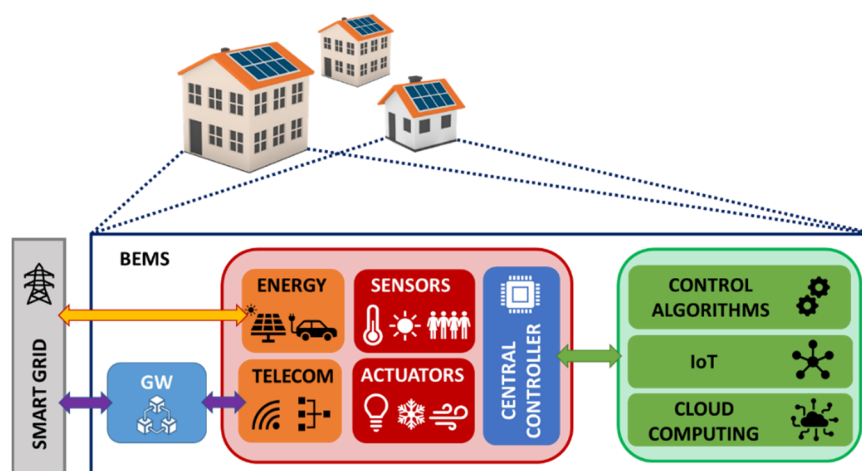 BEMS
SMART GRID
GW
ENERGY
SENSORS
TELECOM
ACTUATORS
CENTRAL
CONTROLLER
CONTROL
ALGORITHMS
IoT
CLOUD
COMPUTING